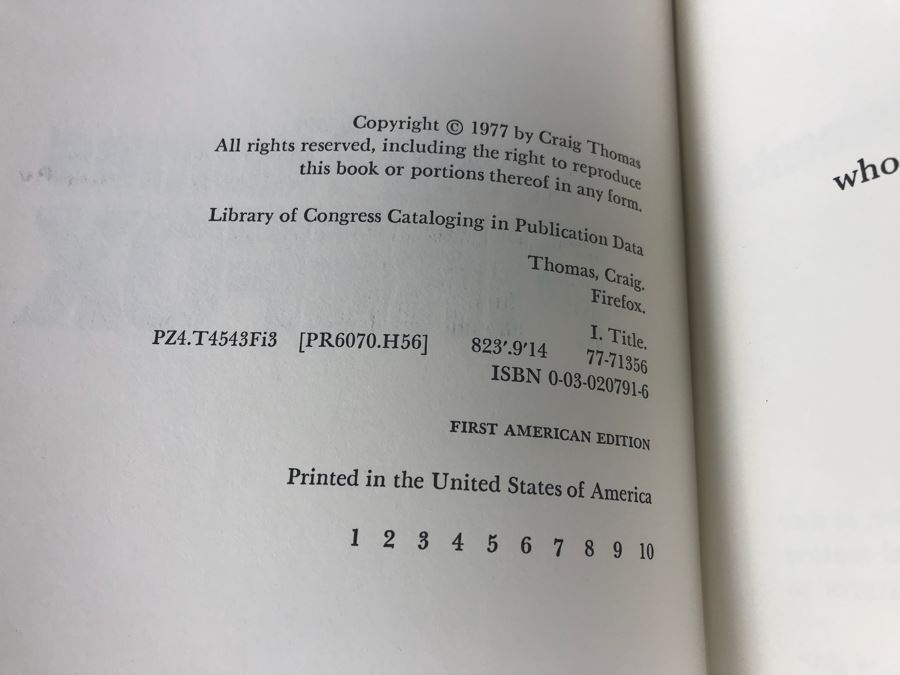 Copyright © 1977 by Craig Thomas
All rights reserved, including the right to reproduce
this book or portions thereof in any form.
Library of Congress Cataloging in Publication Data
Thomas, Craig.
Firefox.
I. Title.
PZ4.T4543Fi3 [PR6070.H56] 823'.9'14 77-71356
ISBN 0-03-020791-6
FIRST AMERICAN EDITION
Printed in the United States of America
1 2 3 4 5 6 7 8 9 10
who